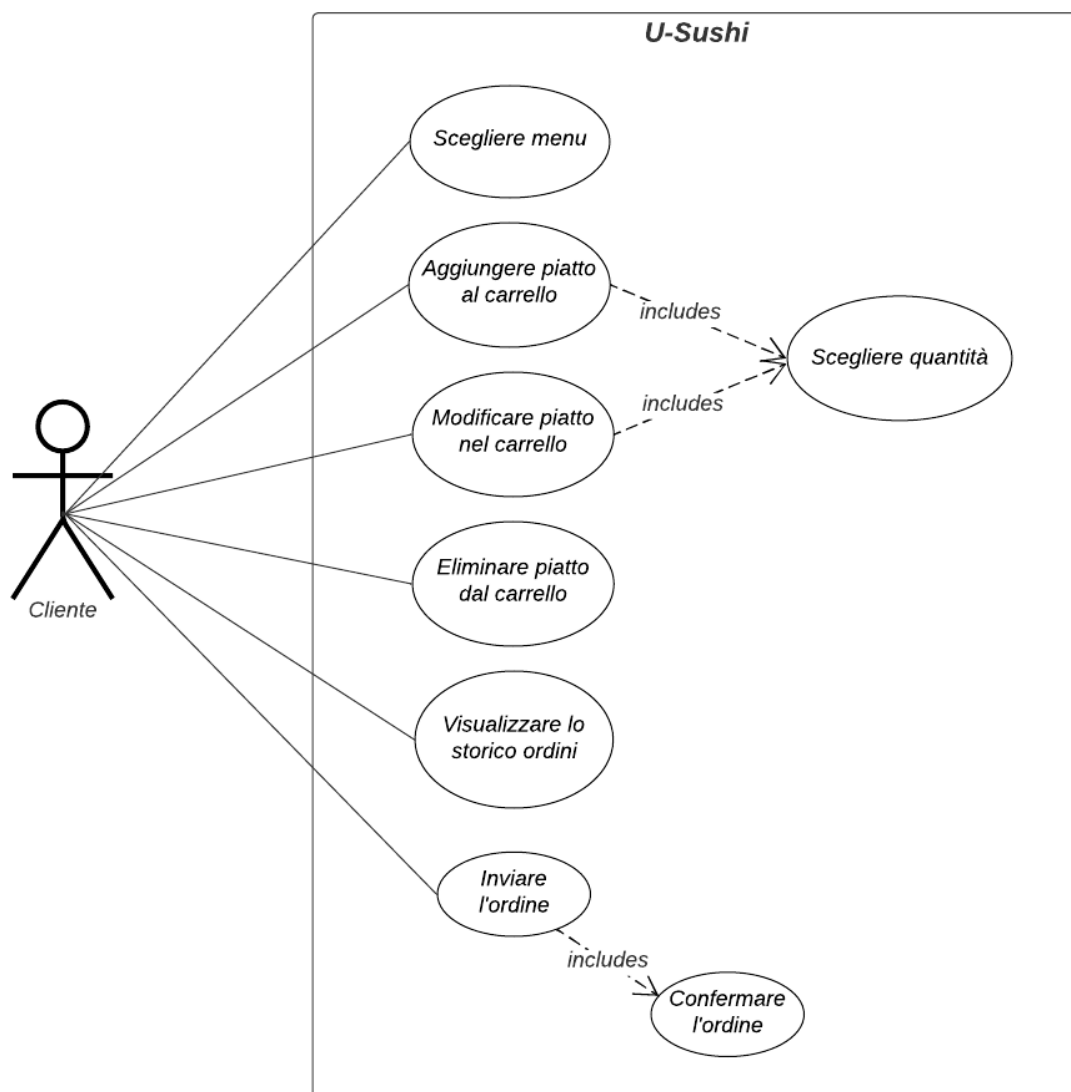 U-Sushi
Scegliere menu
Aggiungere piatto
al carrello
includes
Scegliere quantità
includes
Modificare piatto
nel carrello
Eliminare piatto
dal carrello
Cliente
Visualizzare lo
storico ordini
Inviare
l'ordine
includes
Confermare
l'ordine